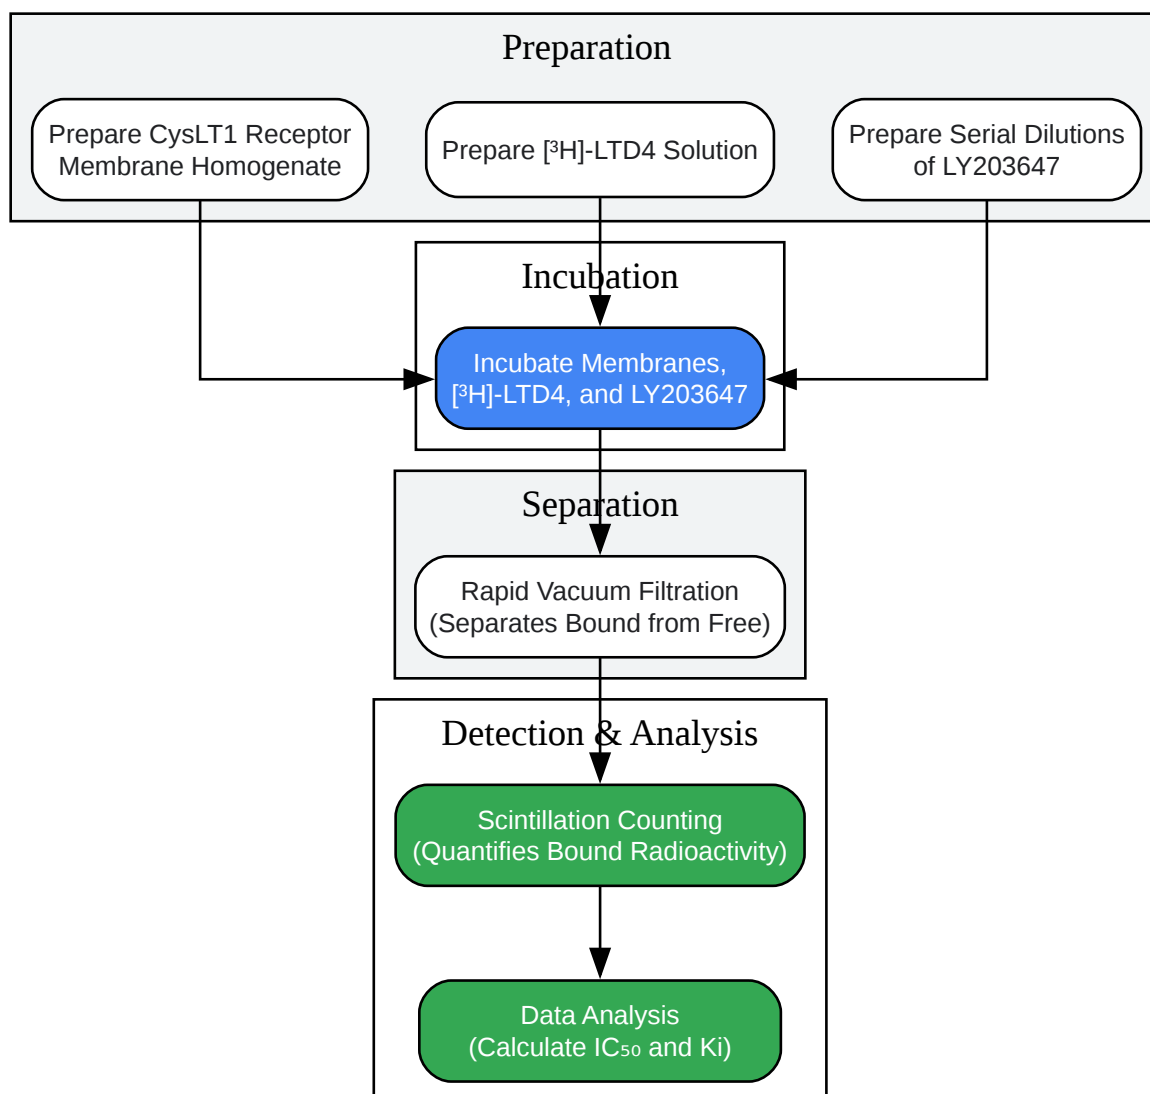 Preparation
Prepare CysLT1 Receptor
Membrane Homogenate
Prepare [³H]-LTD4 Solution
Prepare Serial Dilutions
of LY203647
Incubation
Incubate Membranes,
[³H]-LTD4, and LY203647
Separation
Rapid Vacuum Filtration
(Separates Bound from Free)
Detection & Analysis
Scintillation Counting
(Quantifies Bound Radioactivity)
Data Analysis
(Calculate IC₅₀ and Ki)